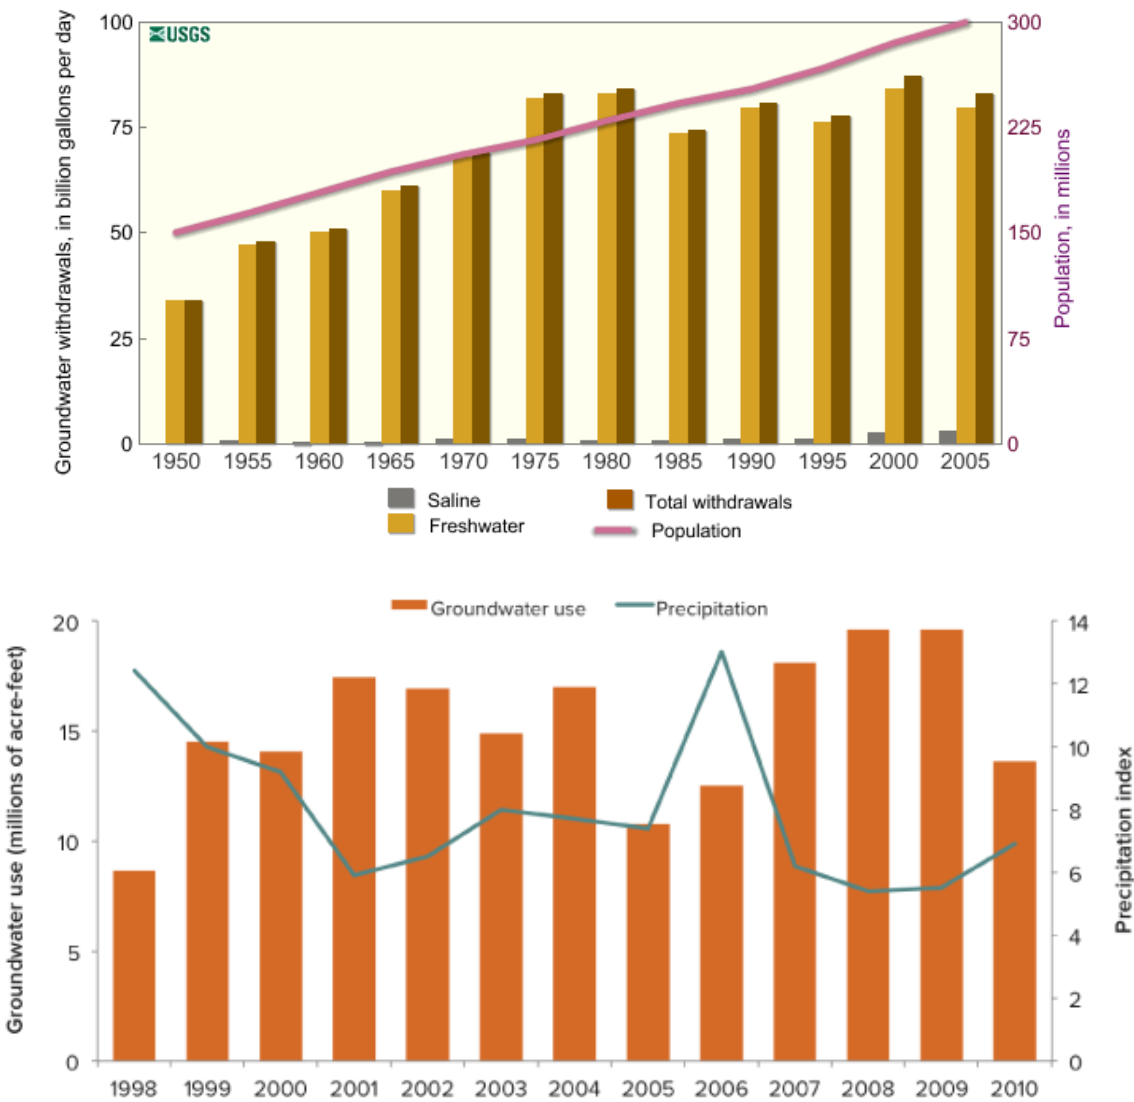 Groundwater withdrawals, in billion gallons per day
100
75
50
25
0
USGS
300
225
150
75
0
Population, in millions
1950 1955 1960 1965 1970 1975 1980 1985 1990 1995 2000 2005
Saline
Total withdrawals
Freshwater
Population
Groundwater use Precipitation
Groundwater use (millions of acre-feet)
20
15
10
5
0
14
12
10
8
6
4
2
0
Precipitation index
1998 1999 2000 2001 2002 2003 2004 2005 2006 2007 2008 2009 2010